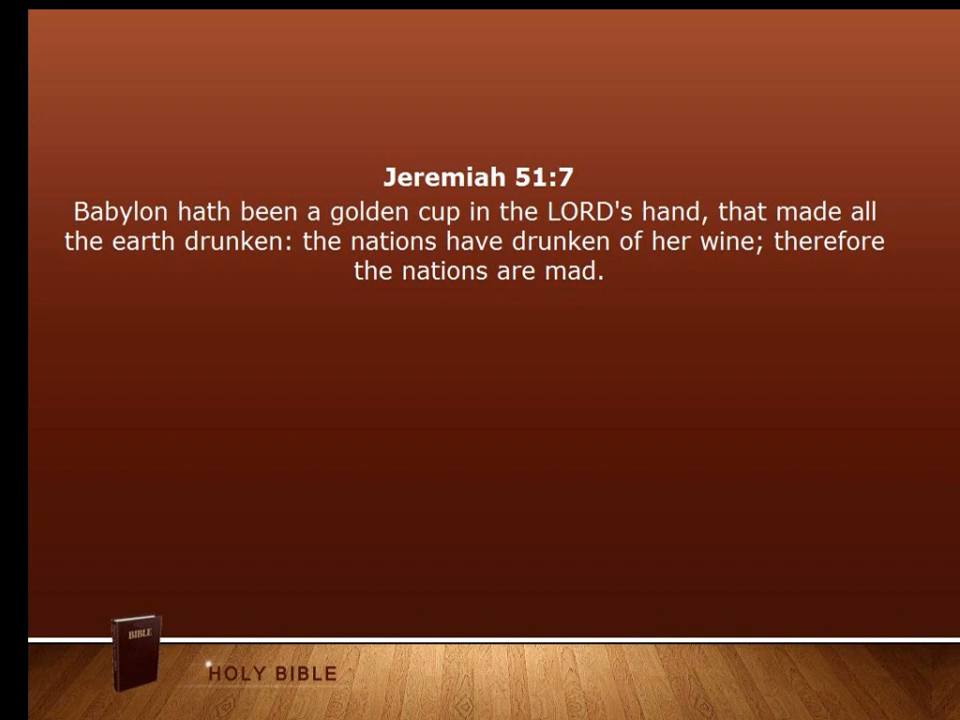 Jeremiah 51:7
Babylon hath been a golden cup in the LORD's hand, that made all
the earth drunken: the nations have drunken of her wine; therefore
the nations are mad.
BIBLE
HOLY BIBLE